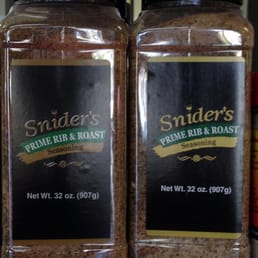 Snider's
PRIME RIB & ROAST
Seasoning
Net Wt. 32 oz. (907g)
Snider's
PRIME RIB & ROAST
Seasoning
Net Wt. 32 oz. (907g)